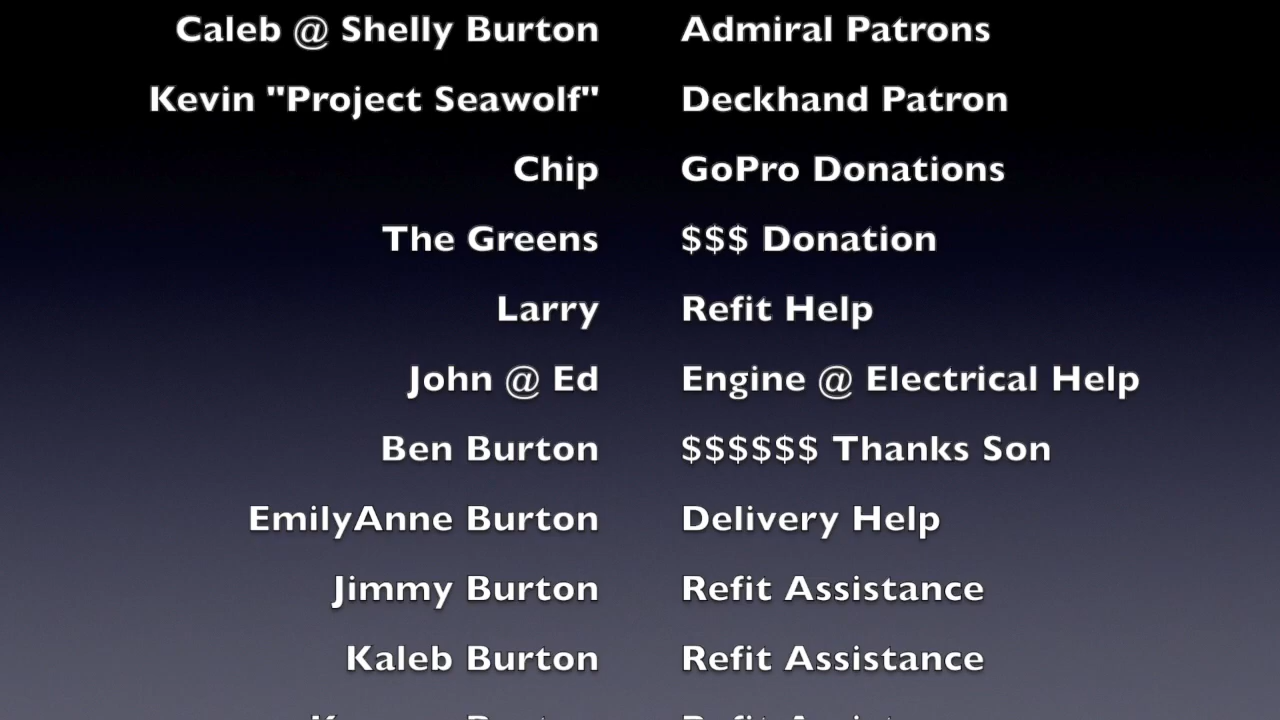 Caleb @ Shelly Burton Admiral Patrons
Kevin "Project Seawolf" Deckhand Patron
Chip GoPro Donations
The Greens $$$ Donation
Larry Refit Help
John @ Ed Engine @ Electrical Help
Ben Burton $$$$$$ Thanks Son
EmilyAnne Burton Delivery Help
Jimmy Burton Refit Assistance
Kaleb Burton Refit Assistance